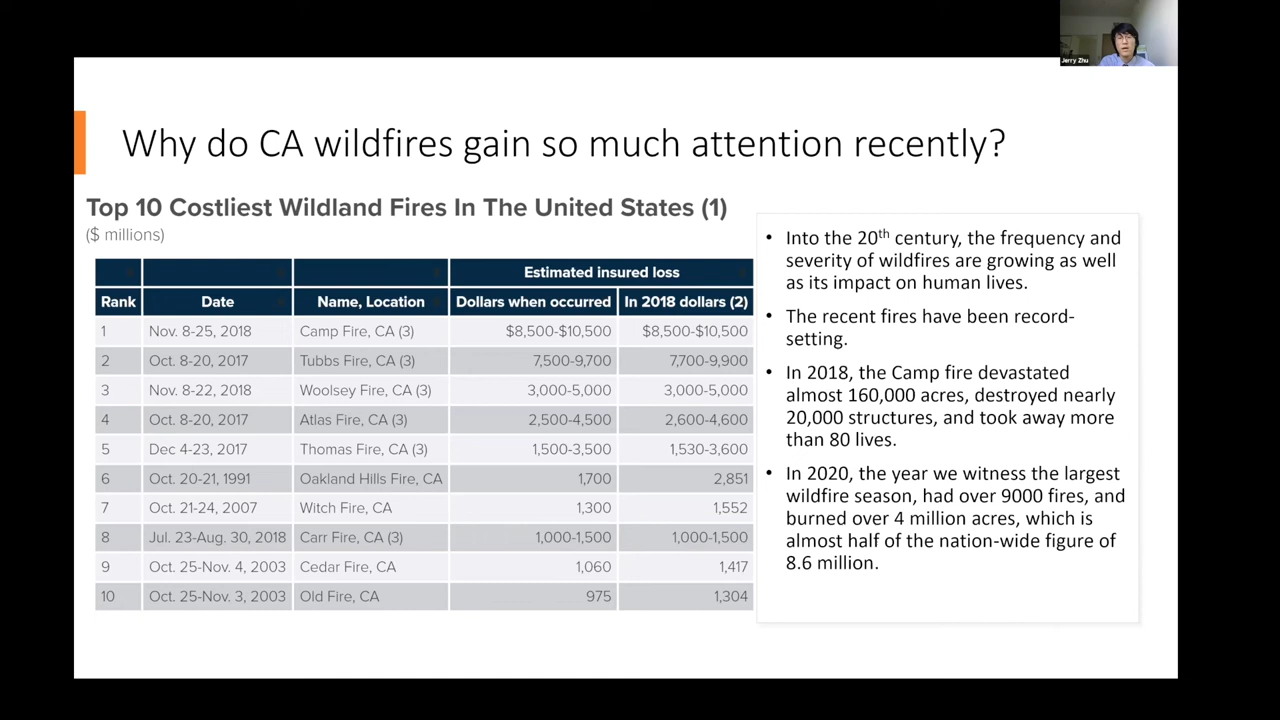 Jerry Zhu
Why do CA wildfires gain so much attention recently?
Top 10 Costliest Wildland Fires In The United States (1)
($ millions)
Estimated insured loss
Rank Date Name, Location Dollars when occurred In 2018 dollars (2)
1 Nov. 8-25, 2018 Camp Fire, CA (3) $8,500-$10,500 $8,500-$10,500
2 Oct. 8-20, 2017 Tubbs Fire, CA (3) 7,500-9,700 7,700-9,900
3 Nov. 8-22, 2018 Woolsey Fire, CA (3) 3,000-5,000 3,000-5,000
4 Oct. 8-20, 2017 Atlas Fire, CA (3) 2,500-4,500 2,600-4,600
5 Dec 4-23, 2017 Thomas Fire, CA (3) 1,500-3,500 1,530-3,600
6 Oct. 20-21, 1991 Oakland Hills Fire, CA 1,700 2,851
7 Oct. 21-24, 2007 Witch Fire, CA 1,300 1,552
8 Jul. 23-Aug. 30, 2018 Carr Fire, CA (3) 1,000-1,500 1,000-1,500
9 Oct. 25-Nov. 4, 2003 Cedar Fire, CA 1,060 1,417
10 Oct. 25-Nov. 3, 2003 Old Fire, CA 975 1,304
• Into the 20th century, the frequency and
severity of wildfires are growing as well
as its impact on human lives.
• The recent fires have been record-
setting.
• In 2018, the Camp fire devastated
almost 160,000 acres, destroyed nearly
20,000 structures, and took away more
than 80 lives.
• In 2020, the year we witness the largest
wildfire season, had over 9000 fires, and
burned over 4 million acres, which is
almost half of the nation-wide figure of
8.6 million.